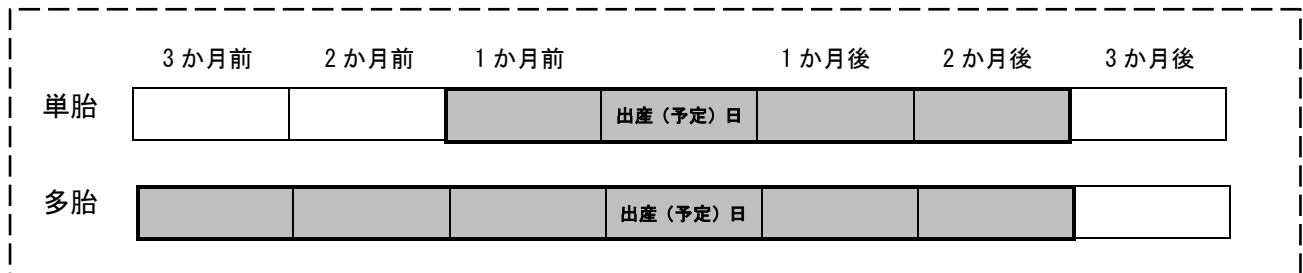 3か月前 2か月前 1か月前 1か月後 2か月後 3か月後
単胎 出産（予定）日
多胎 出産（予定）日